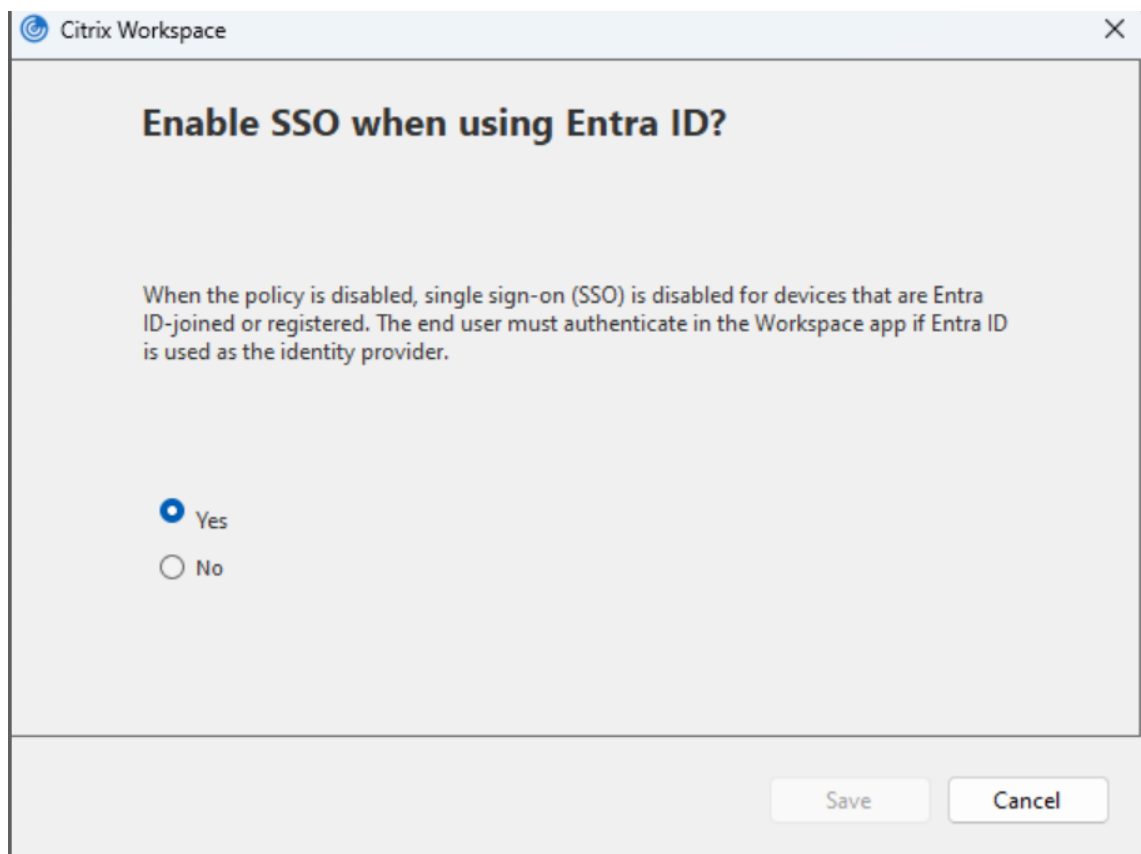 Citrix Workspace
Enable SSO when using Entra ID?
When the policy is disabled, single sign-on (SSO) is disabled for devices that are Entra
ID-joined or registered. The end user must authenticate in the Workspace app if Entra ID
is used as the identity provider.
Yes
No
Save
Cancel